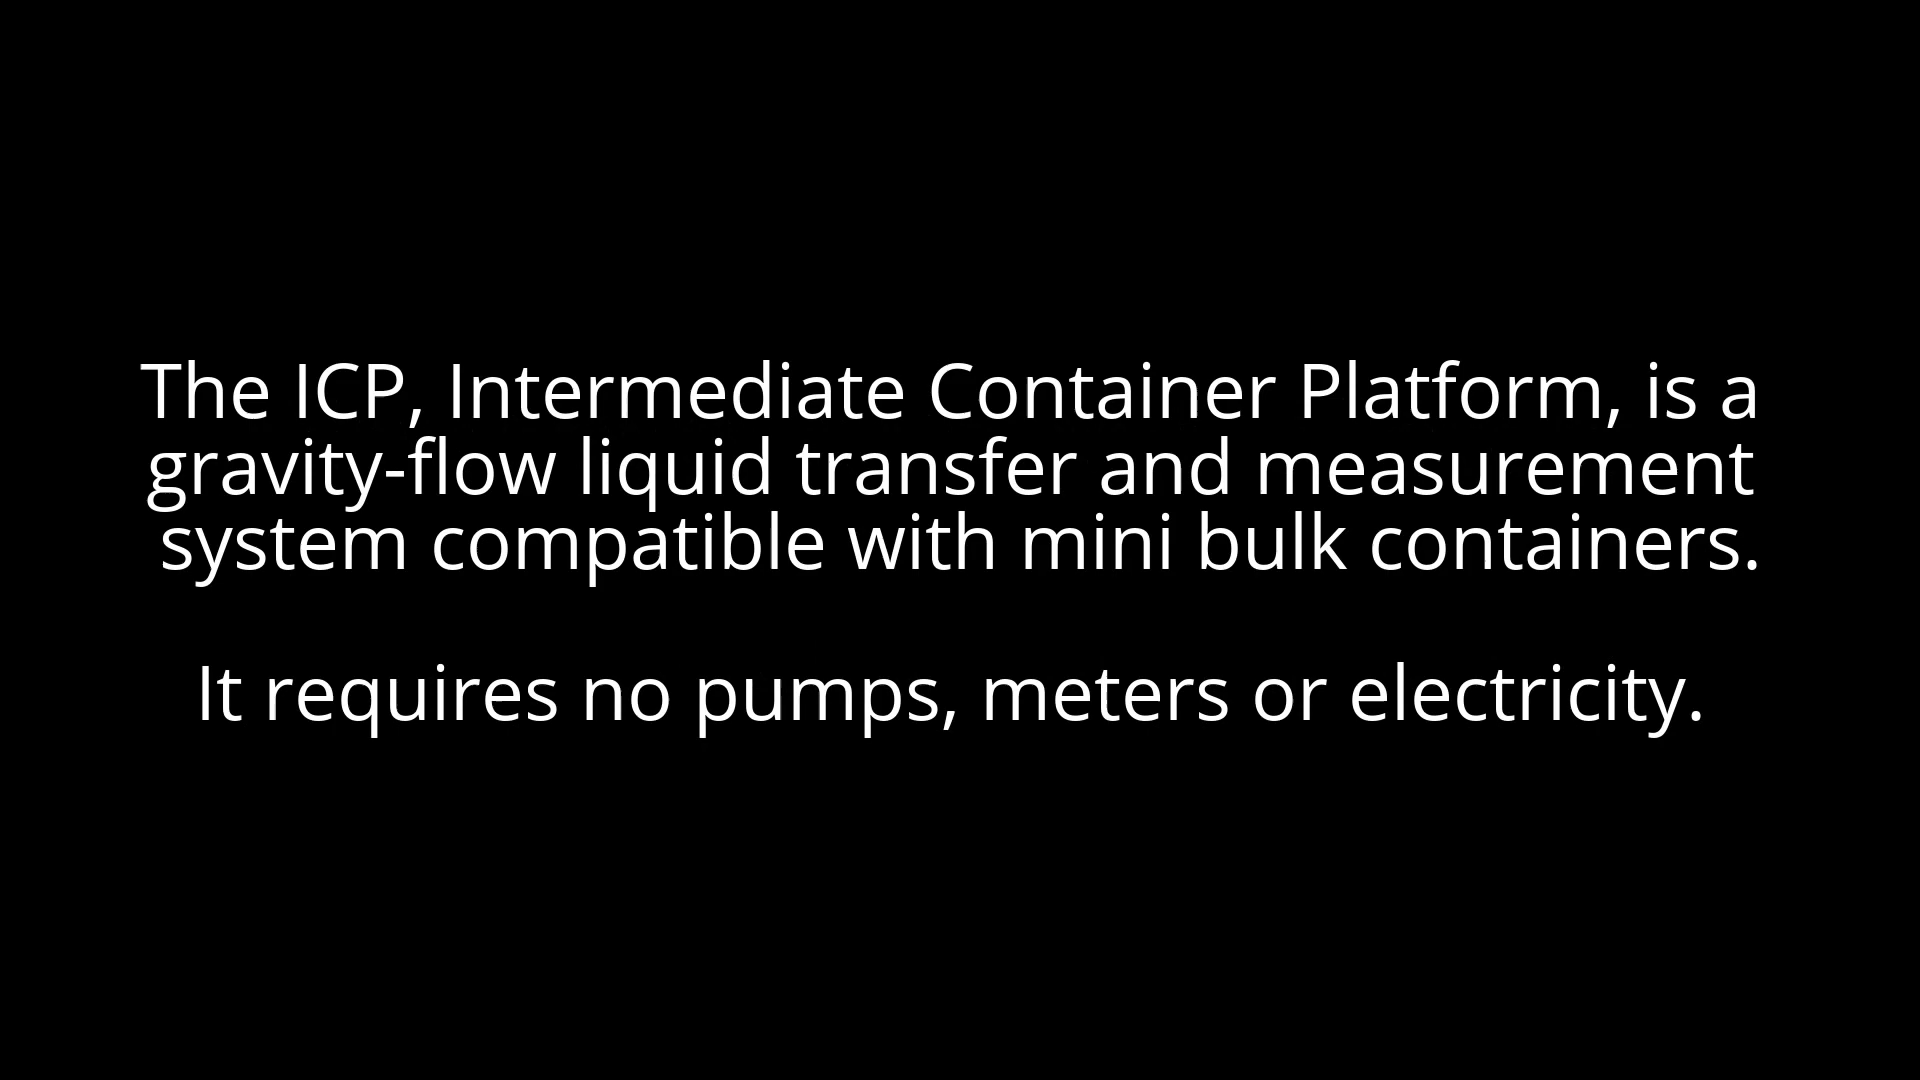 The ICP, Intermediate Container Platform, is a
gravity-flow liquid transfer and measurement
system compatible with mini bulk containers.
It requires no pumps, meters or electricity.